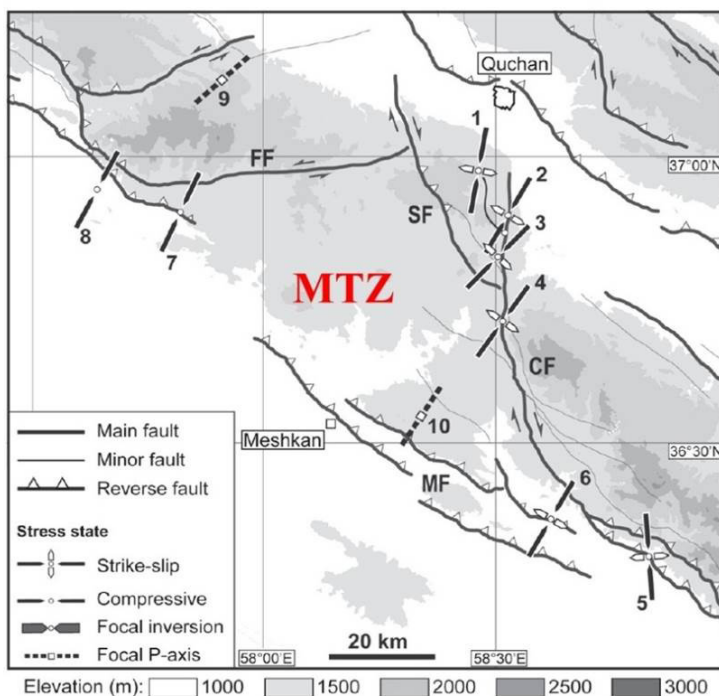 Quchan
1
9
2
37°00'N
FF
3
SF
8
7
4
MTZ
CF
10
Meshkan
36°30'N
Main fault
Minor fault
Reverse fault
MF
6
Stress state
Strike-slip
Compressive
5
Focal inversion
20 km
Focal P-axis
58°00'E
58°30'E
Elevation (m): 1000 1500 2000 2500 3000